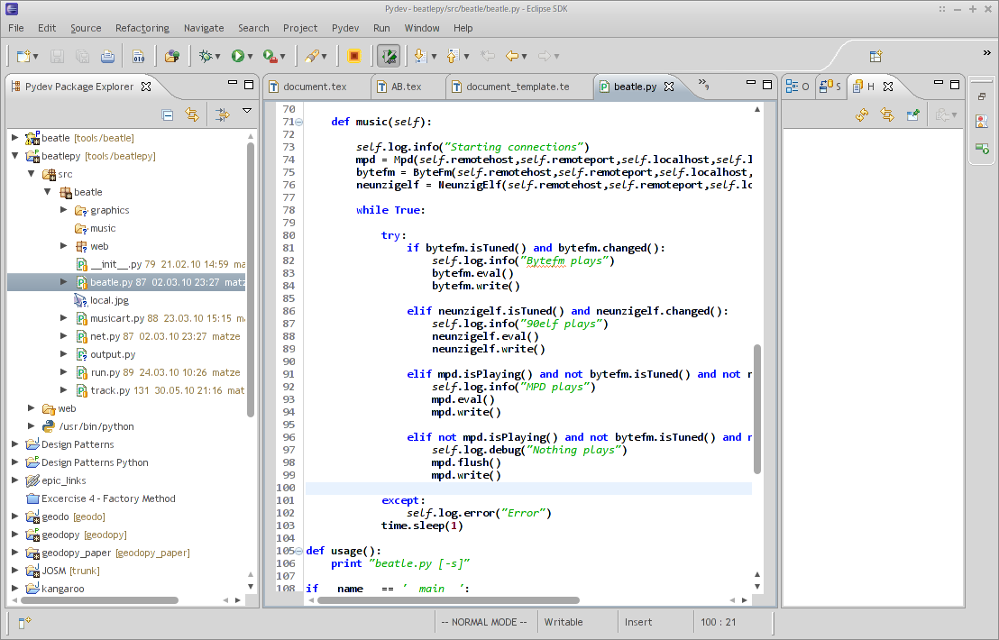 Pydev - beatlepy/src/beatle/beatle.py - Eclipse SDK
File Edit Source Refactoring Navigate Search Project Pydev Run Window Help
Pydev Package Explorer
document.tex AB.tex document_template.te beatle.py »9
O S H
beatle [tools/beatle]
beatlepy [tools/beatlepy]
src
beatle
graphics
music
web
__init__.py 79 21.02.10 14:59 ma
beatle.py 87 02.03.10 23:27 matz
local.jpg
musicart.py 88 23.03.10 15:15 m
net.py 87 02.03.10 23:27 matze
output.py
run.py 89 24.03.10 10:26 matze
track.py 131 30.05.10 21:16 mat
web
/usr/bin/python
Design Patterns
Design Patterns Python
epic_links
Excercise 4 - Factory Method
geodo [geodo]
geodopy [geodopy]
geodopy_paper [geodopy_paper]
JOSM [trunk]
kangaroo
70
71 def music(self):
72
73 self.log.info("Starting connections")
74 mpd = Mpd(self.remotehost,self.remoteport,self.localhost,self.l
75 bytefm = ByteFm(self.remotehost,self.remoteport,self.localhost,
76 neunzigelf = NeunzigElf(self.remotehost,self.remoteport,self.lo
77
78 while True:
79
80 try:
81 if bytefm.isTuned() and bytefm.changed():
82 self.log.info("Bytefm plays")
83 bytefm.eval()
84 bytefm.write()
85
86 elif neunzigelf.isTuned() and neunzigelf.changed():
87 self.log.info("90elf plays")
88 neunzigelf.eval()
89 neunzigelf.write()
90
91 elif mpd.isPlaying() and not bytefm.isTuned() and not n
92 self.log.info("MPD plays")
93 mpd.eval()
94 mpd.write()
95
96 elif not mpd.isPlaying() and not bytefm.isTuned() and n
97 self.log.debug("Nothing plays")
98 mpd.flush()
99 mpd.write()
100
101 except:
102 self.log.error("Error")
103 time.sleep(1)
104
105 def usage():
106 print "beatle.py [-s]"
107
108 if __name__ == '__main__':
-- NORMAL MODE -- Writable Insert 100 : 21